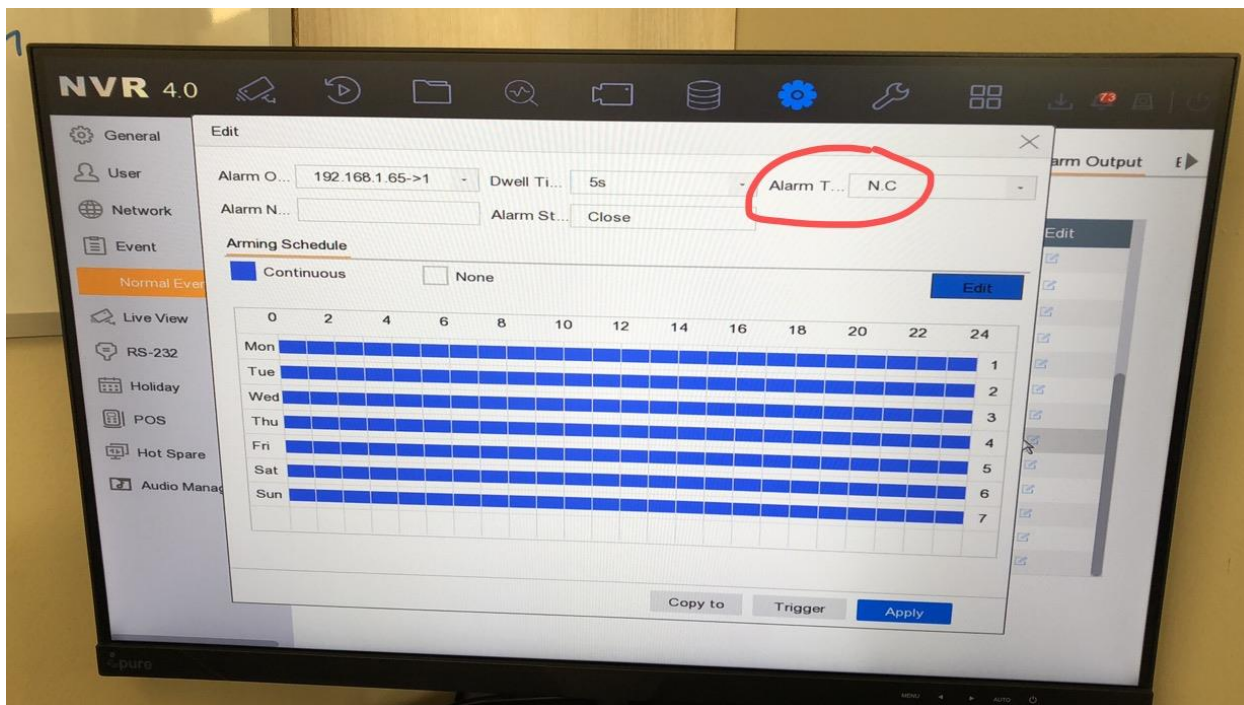 NVR 4.0
73
General
User
Network
Event
Normal Ever
Live View
RS-232
Holiday
POS
Hot Spare
Audio Manag
Edit
Alarm O... 192.168.1.65->1 Dwell Ti... 5s Alarm T... N.C
Alarm N... Alarm St... Close
Arming Schedule
Continuous None Edit
0 2 4 6 8 10 12 14 16 18 20 22 24
Mon 1
Tue 2
Wed 3
Thu 4
Fri 5
Sat 6
Sun 7
Copy to Trigger Apply
arm Output E
Edit
MENU AUTO